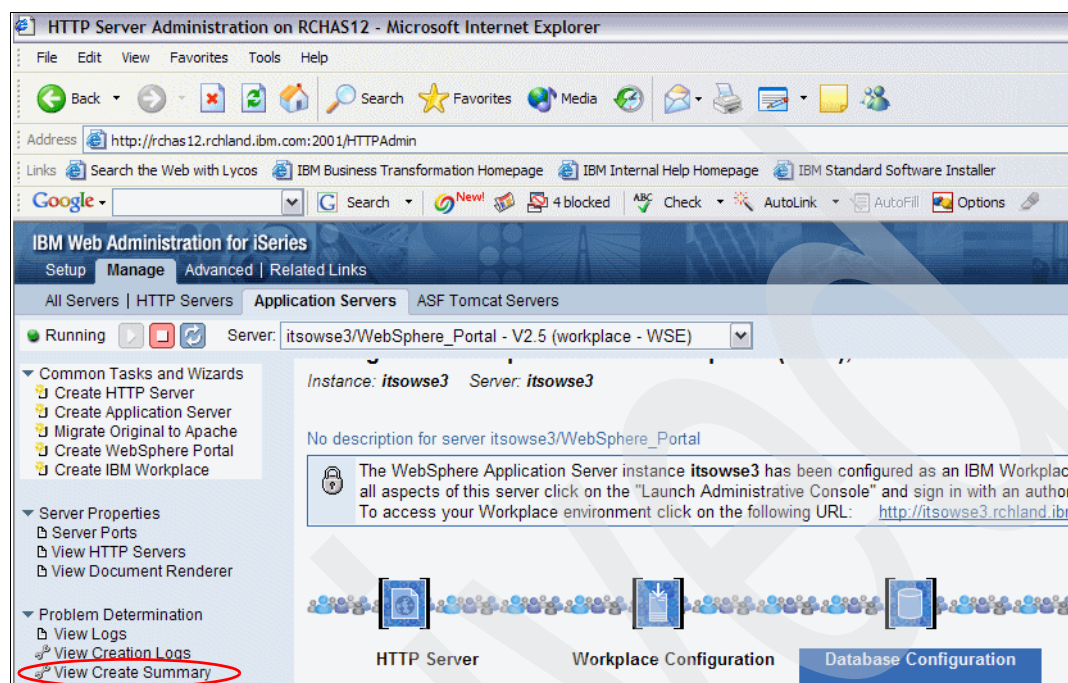 HTTP Server Administration on RCHAS12 - Microsoft Internet Explorer
File Edit View Favorites Tools Help
Back Search Favorites Media
Address http://rchas12.rchland.ibm.com:2001/HTTPAdmin
Links Search the Web with Lycos IBM Business Transformation Homepage IBM Internal Help Homepage IBM Standard Software Installer
Google G Search New! 4 blocked ABC Check AutoLink AutoFill Options
IBM Web Administration for iSeries
Setup Manage Advanced | Related Links
All Servers | HTTP Servers Application Servers ASF Tomcat Servers
Running Server: itsowse3/WebSphere_Portal - V2.5 (workplace - WSE)
Common Tasks and Wizards
Create HTTP Server
Create Application Server
Migrate Original to Apache
Create WebSphere Portal
Create IBM Workplace
Server Properties
Server Ports
View HTTP Servers
View Document Renderer
Problem Determination
View Logs
View Creation Logs
View Create Summary
Instance: itsowse3 Server: itsowse3
No description for server itsowse3/WebSphere_Portal
The WebSphere Application Server instance itsowse3 has been configured as an IBM Workplac
all aspects of this server click on the "Launch Administrative Console" and sign in with an author
To access your Workplace environment click on the following URL: http://itsowse3.rchland.ib
HTTP Server Workplace Configuration Database Configuration